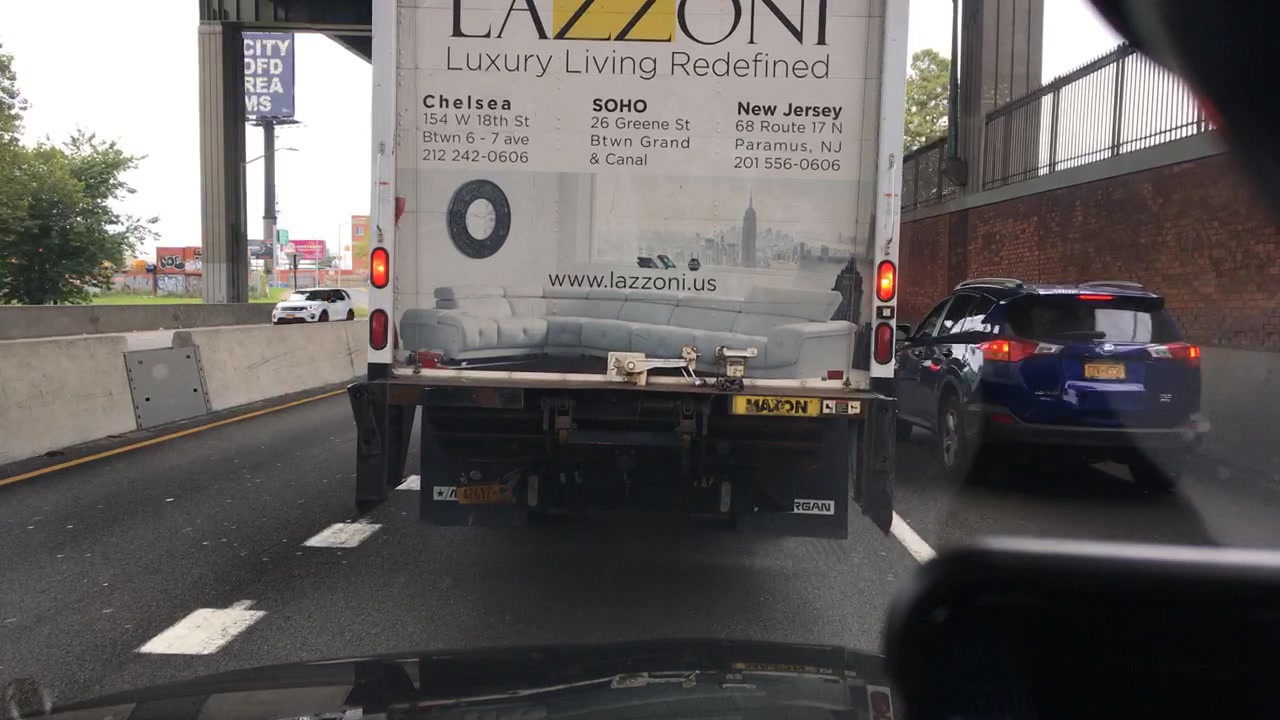 CITY
OFD
REA
MS
LAZZONI
Luxury Living Redefined
Chelsea
154 W 18th St
Btwn 6 - 7 ave
212 242-0606
SOHO
26 Greene St
Btwn Grand
& Canal
New Jersey
68 Route 17 N
Paramus, NJ
201 556-0606
www.lazzoni.us
MAXON
RGAN